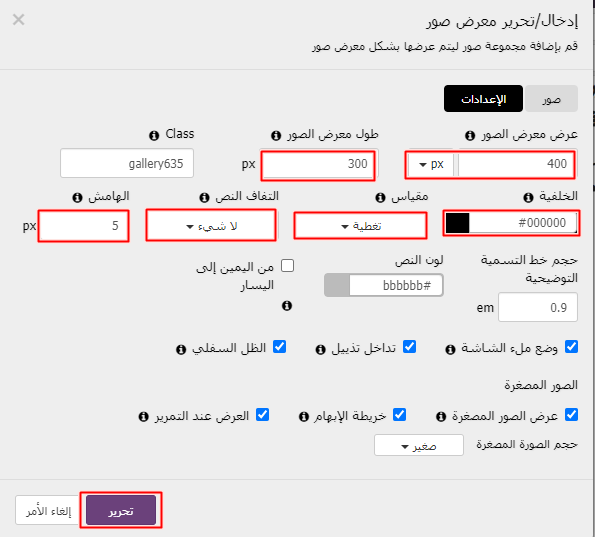 ×
إدخال/تحرير معرض صور
قم بإضافة مجموعة صور ليتم عرضها بشكل معرض صور
صور
الإعدادات
عرض معرض الصور
طول معرض الصور
Class
400
px
300
px
gallery635
الخلفية
مقياس
التفاف النص
الهامش
#000000
تغطية
لا شيء
5
px
حجم خط التسمية التوضيحية
لون النص
من اليمين إلى اليسار
0.9
em
#bbbbbb
وضع ملء الشاشة
تداخل تذييل
الظل السفلي
الصور المصغرة
عرض الصور المصغرة
خريطة الإبهام
العرض عند التمرير
حجم الصورة المصغرة
صغير
تحرير
إلغاء الأمر